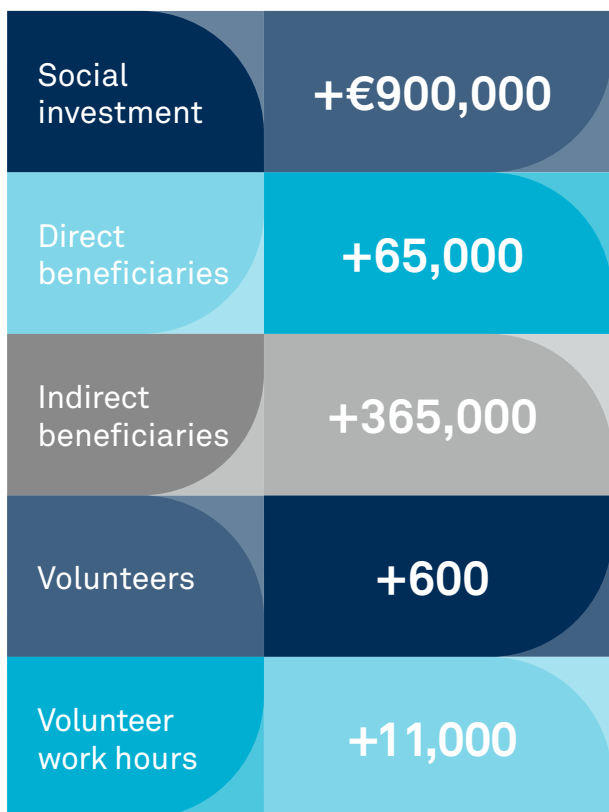 Social
investment
+€900,000
Direct
beneficiaries
+65,000
Indirect
beneficiaries
+365,000
Volunteers
+600
Volunteer
work hours
+11,000